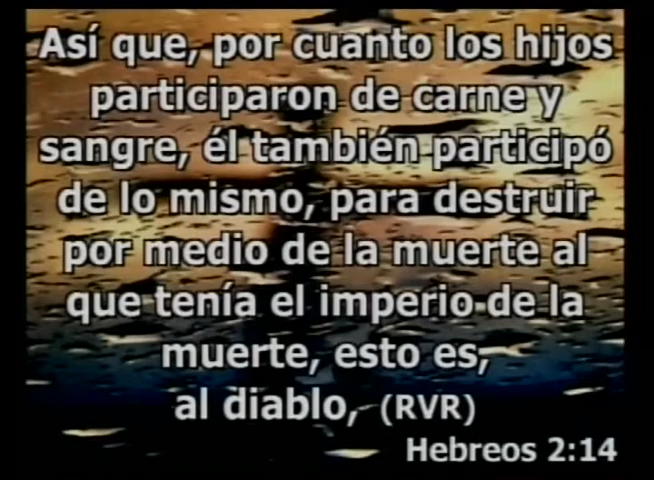 Así que, por cuanto los hijos
participaron de carne y
sangre, él también participó
de lo mismo, para destruir
por medio de la muerte al
que tenía el imperio de la
muerte, esto es,
al diablo, (RVR)
Hebreos 2:14